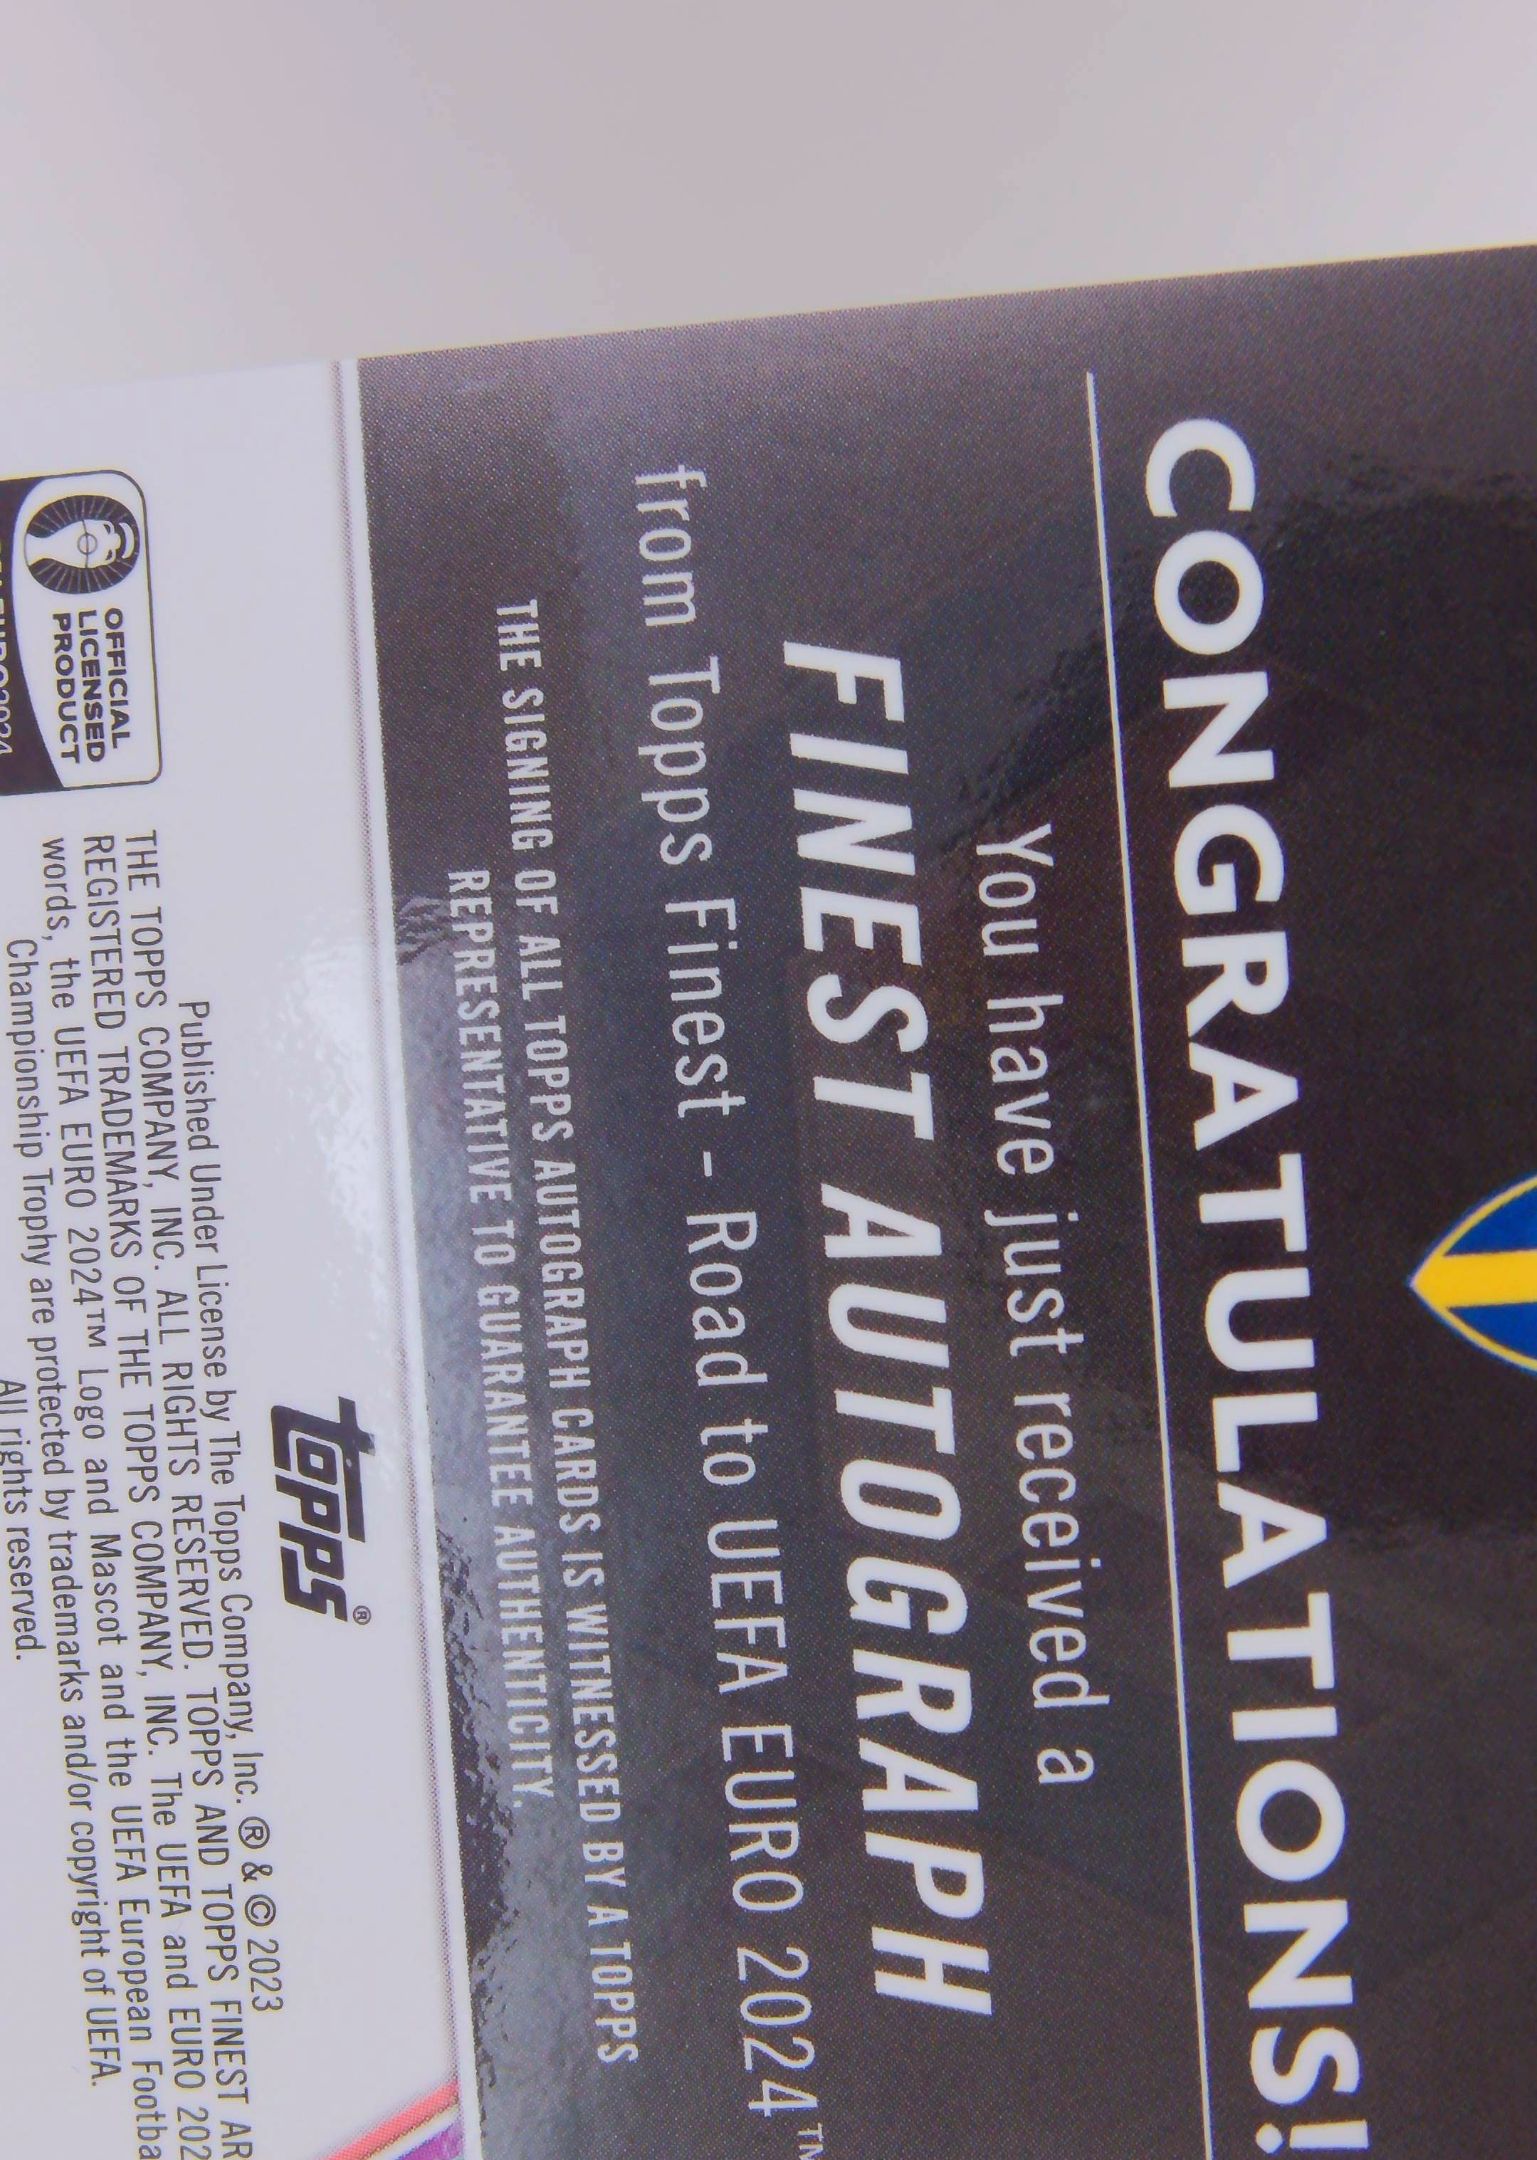 CONGRATULATIONS!
You have just received a
FINEST AUTOGRAPH
from Topps Finest - Road to UEFA EURO 2024™
THE SIGNING OF ALL TOPPS AUTOGRAPH CARDS IS WITNESSED BY A TOPPS
REPRESENTATIVE TO GUARANTEE AUTHENTICITY.
topps®
Published Under License by The Topps Company, Inc. ® & © 2023
THE TOPPS COMPANY, INC. ALL RIGHTS RESERVED. TOPPS AND TOPPS FINEST AR
REGISTERED TRADEMARKS OF THE TOPPS COMPANY, INC. The UEFA and EURO 202
words, the UEFA EURO 2024™ Logo and Mascot and the UEFA European Footba
Championship Trophy are protected by trademarks and/or copyright of UEFA.
All rights reserved.
OFFICIAL
LICENSED
PRODUCT